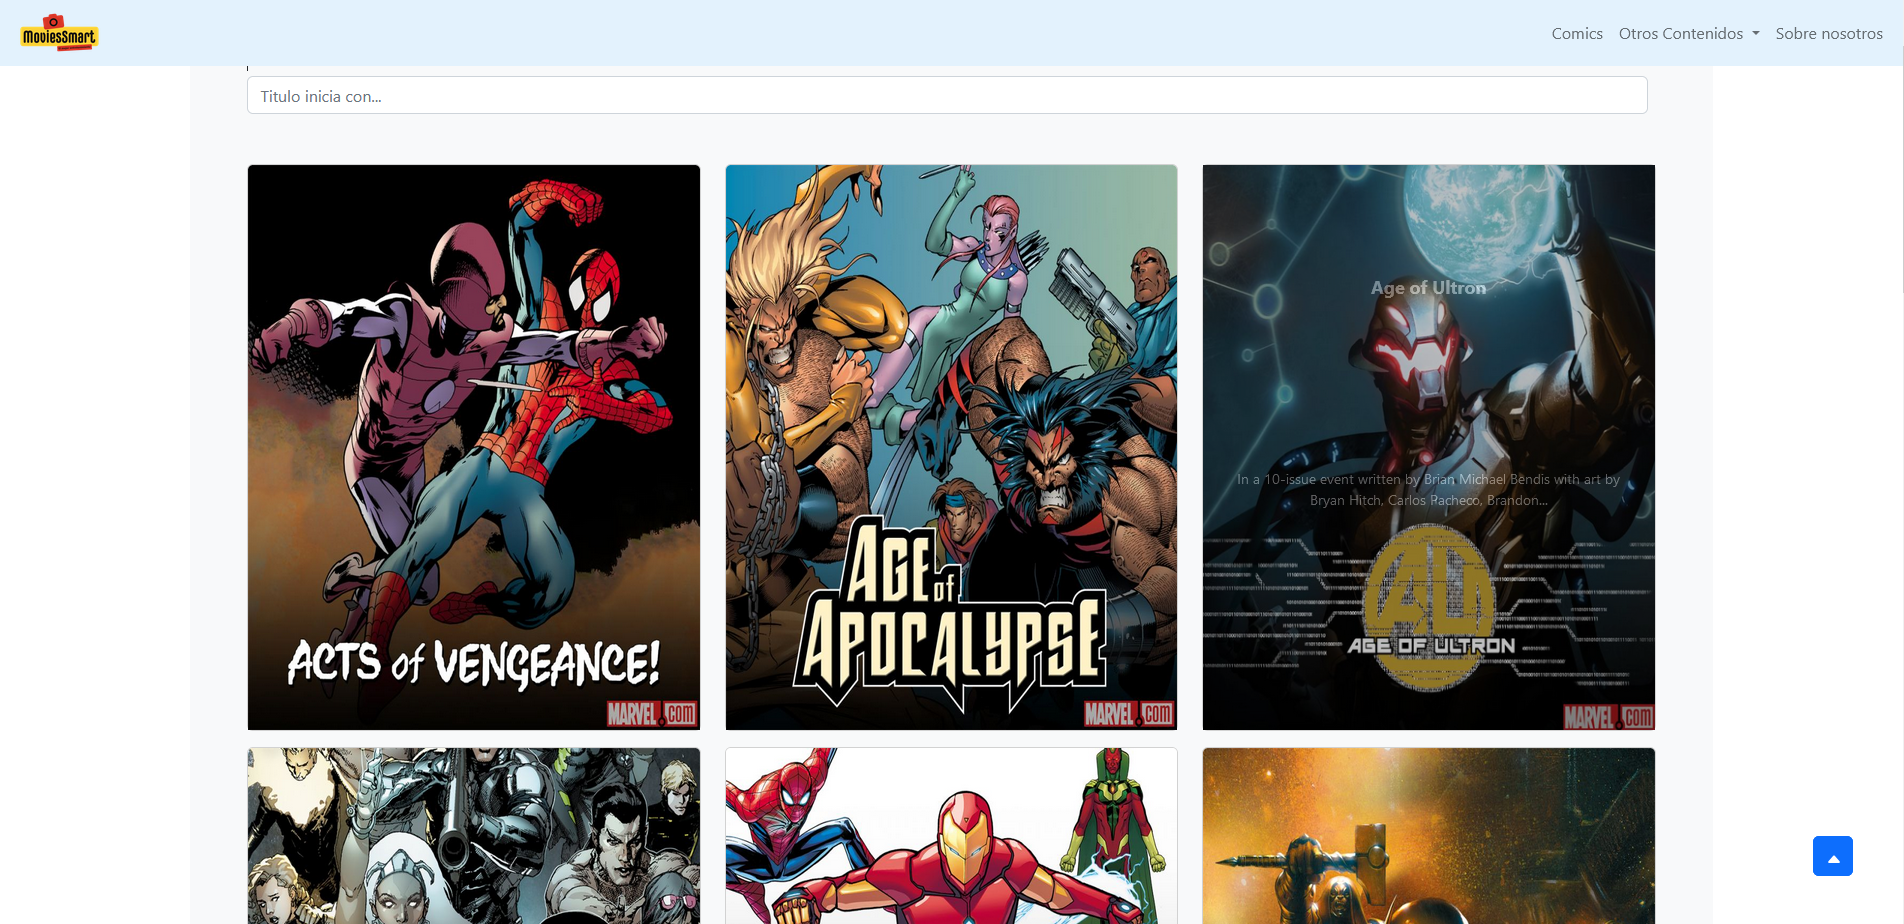 MoviesSmart
Comics
Otros Contenidos
Sobre nosotros
Titulo inicia con...
ACTS of VENGEANCE!
MARVEL.COM
AGE of
APOCALYPSE
MARVEL.COM
Age of Ultron
In a 10-issue event written by Brian Michael Bendis with art by
Bryan Hitch, Carlos Pacheco, Brandon...
AU
AGE OF ULTRON
MARVEL.COM